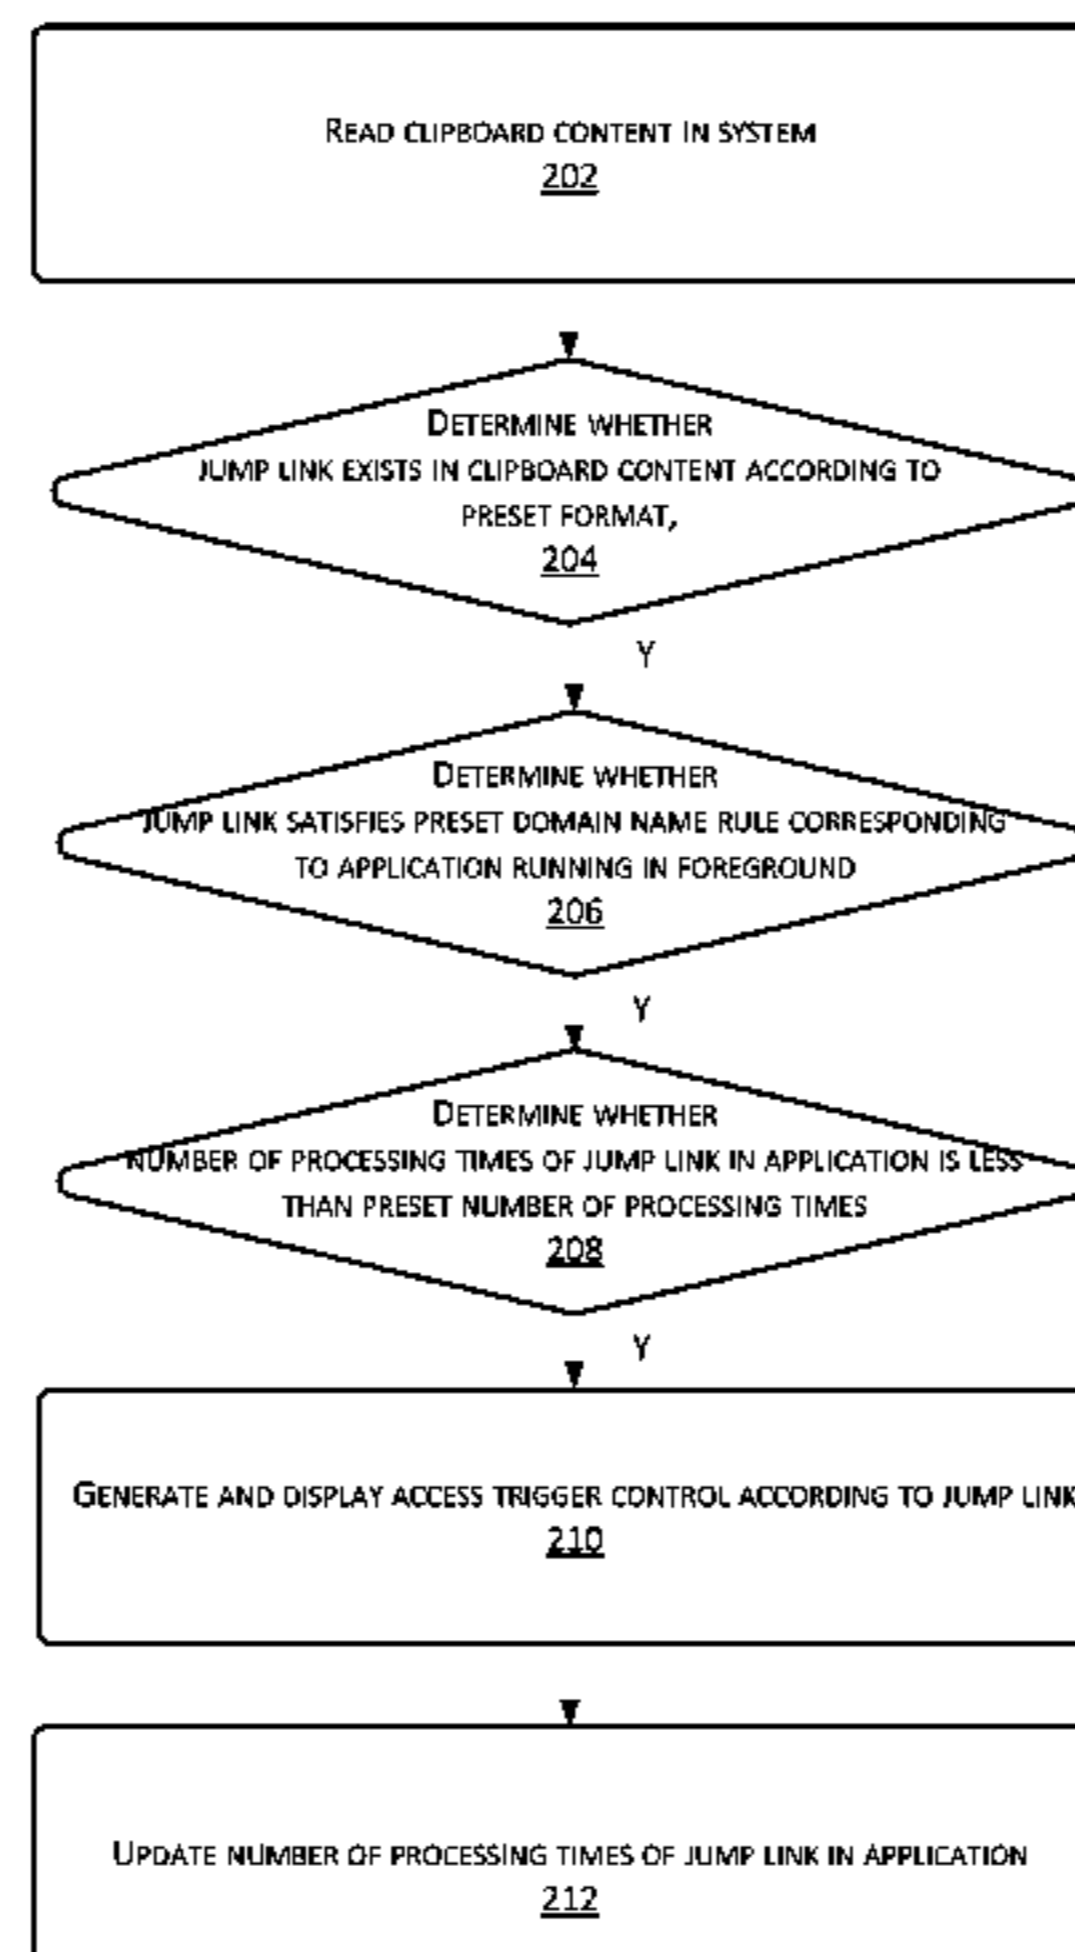 READ CLIPBOARD CONTENT IN SYSTEM
202
DETERMINE WHETHER
JUMP LINK EXISTS IN CLIPBOARD CONTENT ACCORDING TO
PRESET FORMAT,
204
Y
DETERMINE WHETHER
JUMP LINK SATISFIES PRESET DOMAIN NAME RULE CORRESPONDING
TO APPLICATION RUNNING IN FOREGROUND
206
Y
DETERMINE WHETHER
NUMBER OF PROCESSING TIMES OF JUMP LINK IN APPLICATION IS LESS
THAN PRESET NUMBER OF PROCESSING TIMES
208
Y
GENERATE AND DISPLAY ACCESS TRIGGER CONTROL ACCORDING TO JUMP LINK
210
UPDATE NUMBER OF PROCESSING TIMES OF JUMP LINK IN APPLICATION
212